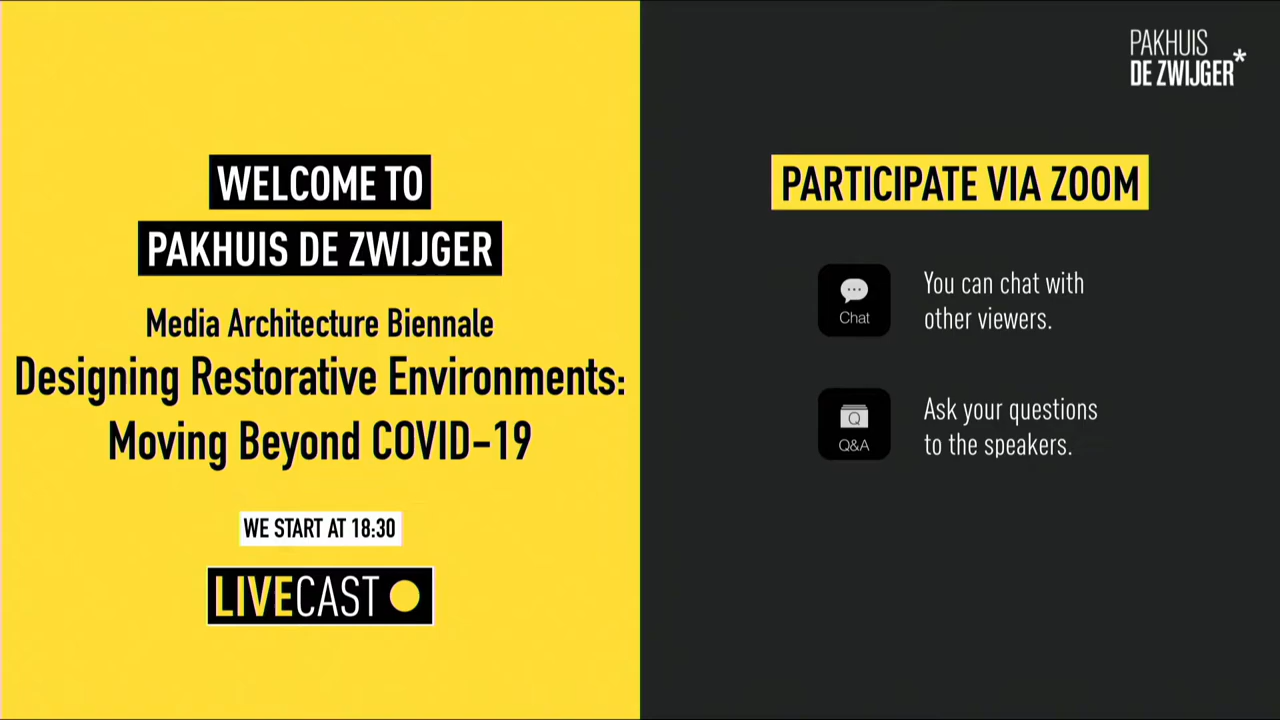 WELCOME TO
PAKHUIS DE ZWIJGER
Media Architecture Biennale
Designing Restorative Environments:
Moving Beyond COVID-19
WE START AT 18:30
LIVECAST
PAKHUIS
DE ZWIJGER*
PARTICIPATE VIA ZOOM
Chat
You can chat with
other viewers.
Q
Q&A
Ask your questions
to the speakers.